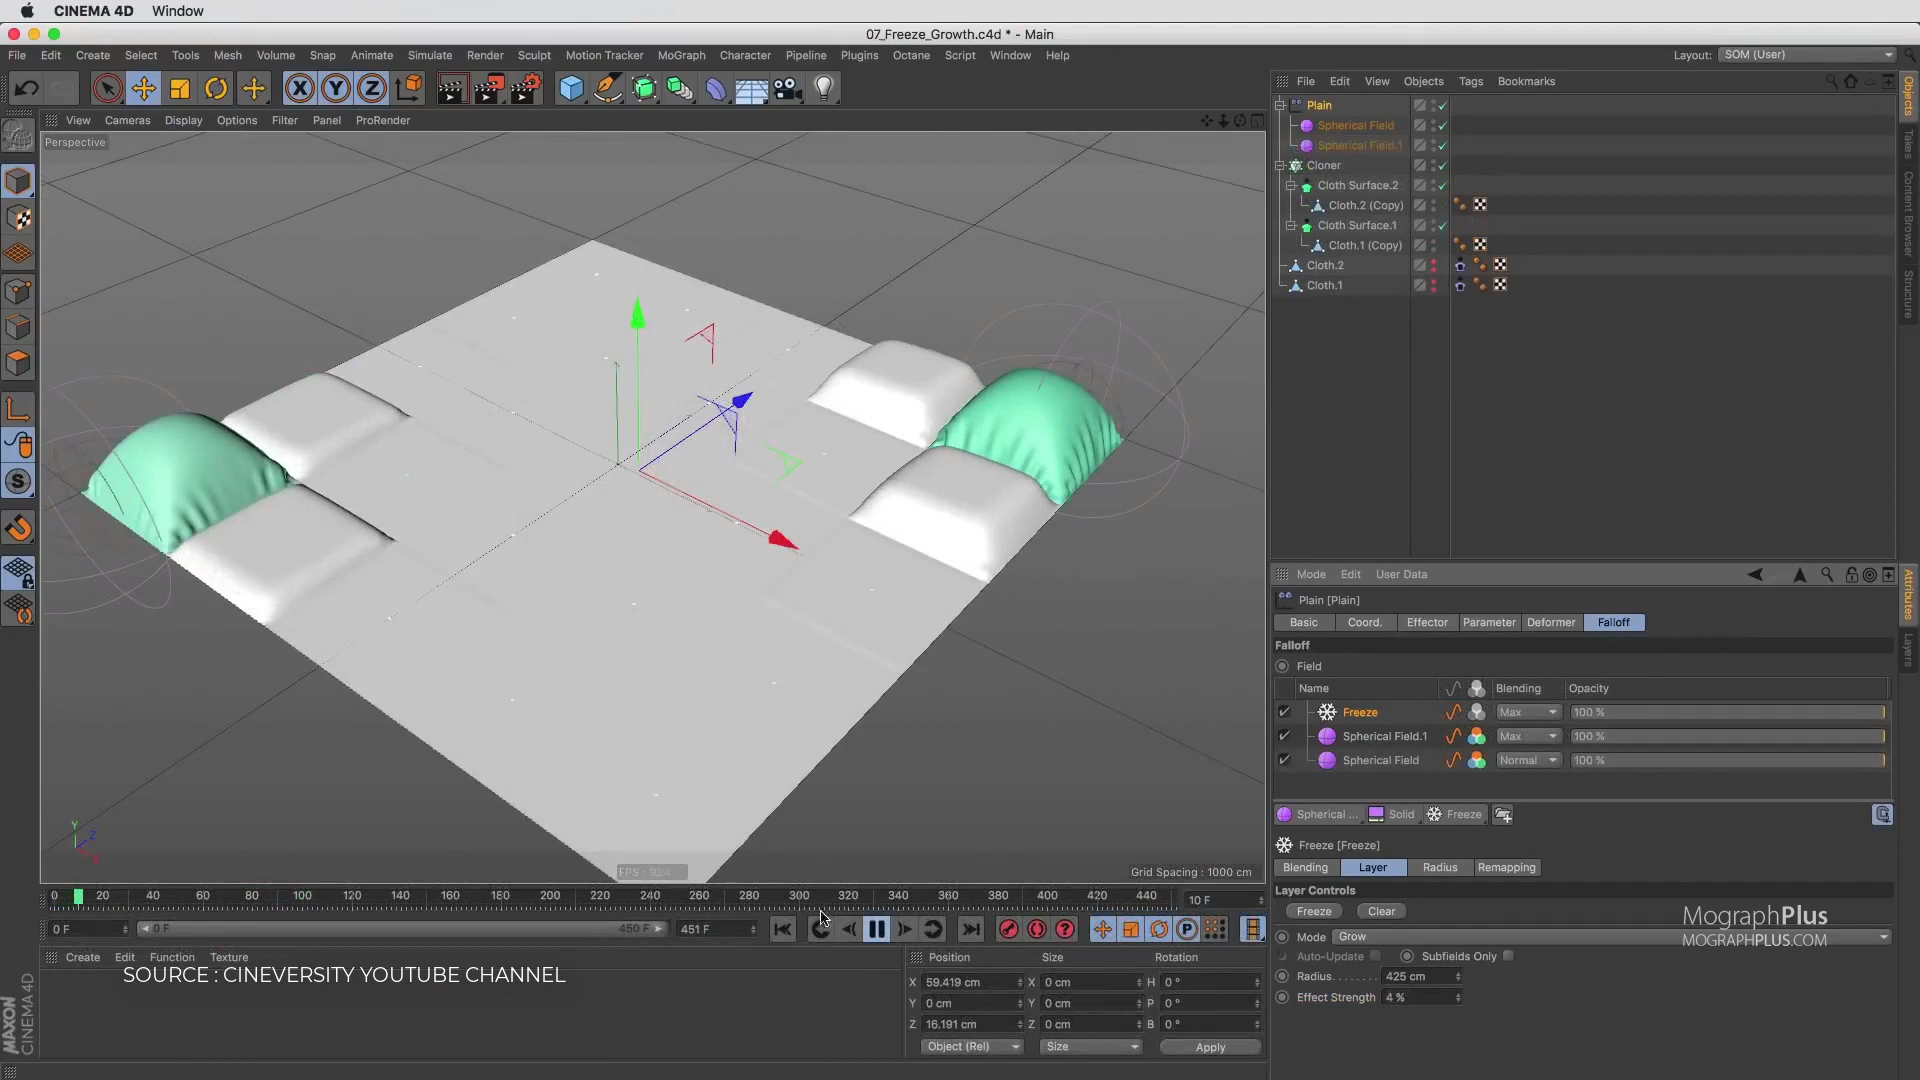 CINEMA 4D Window
07_Freeze_Growth.c4d * - Main
File Edit Create Select Tools Mesh Volume Snap Animate Simulate Render Sculpt Motion Tracker MoGraph Character Pipeline Plugins Octane Script Window Help
Layout: SOM (User)
X Y Z
File Edit View Objects Tags Bookmarks
View Cameras Display Options Filter Panel ProRender
Perspective
Plain
Spherical Field
Spherical Field.1
Cloner
Cloth Surface.2
Cloth.2 (Copy)
Cloth Surface.1
Cloth.1 (Copy)
Cloth.2
Cloth.1
Objects
Takes
Content Browser
Structure
Mode Edit User Data
Plain [Plain]
Basic Coord. Effector Parameter Deformer Falloff
Falloff
Field
Name Blending Opacity
Freeze Max 100 %
Spherical Field.1 Max 100 %
Spherical Field Normal 100 %
Spherical ... Solid Freeze
Freeze [Freeze]
Blending Layer Radius Remapping
Layer Controls
Freeze Clear
Mode Grow
Auto-Update Subfields Only
Radius 425 cm
Effect Strength 4 %
Attributes
Layers
MographPlus
MOGRAPHPLUS.COM
Y
Z
Grid Spacing : 1000 cm
0 20 40 60 80 100 120 140 160 180 200 220 240 260 280 300 320 340 360 380 400 420 440
10 F
0 F 0 F 450 F 451 F
Create Edit Function Texture
SOURCE : CINEVERSITY YOUTUBE CHANNEL
Position Size Rotation
X 59.419 cm X 0 cm H 0 °
Y 0 cm Y 0 cm P 0 °
Z 16.191 cm Z 0 cm B 0 °
Object (Rel) Size Apply
MAXON
CINEMA 4D